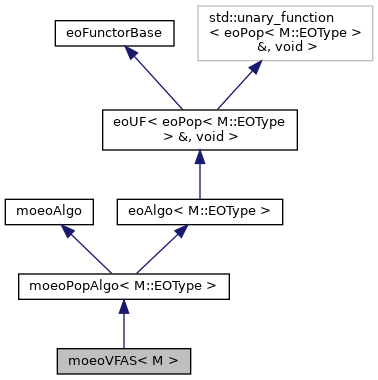 eoFunctorBase
std::unary_function
< eoPop< M::EOType >
&, void >
eoUF< eoPop< M::EOType
> &, void >
moeoAlgo
eoAlgo< M::EOType >
moeoPopAlgo< M::EOType >
moeoVFAS< M >